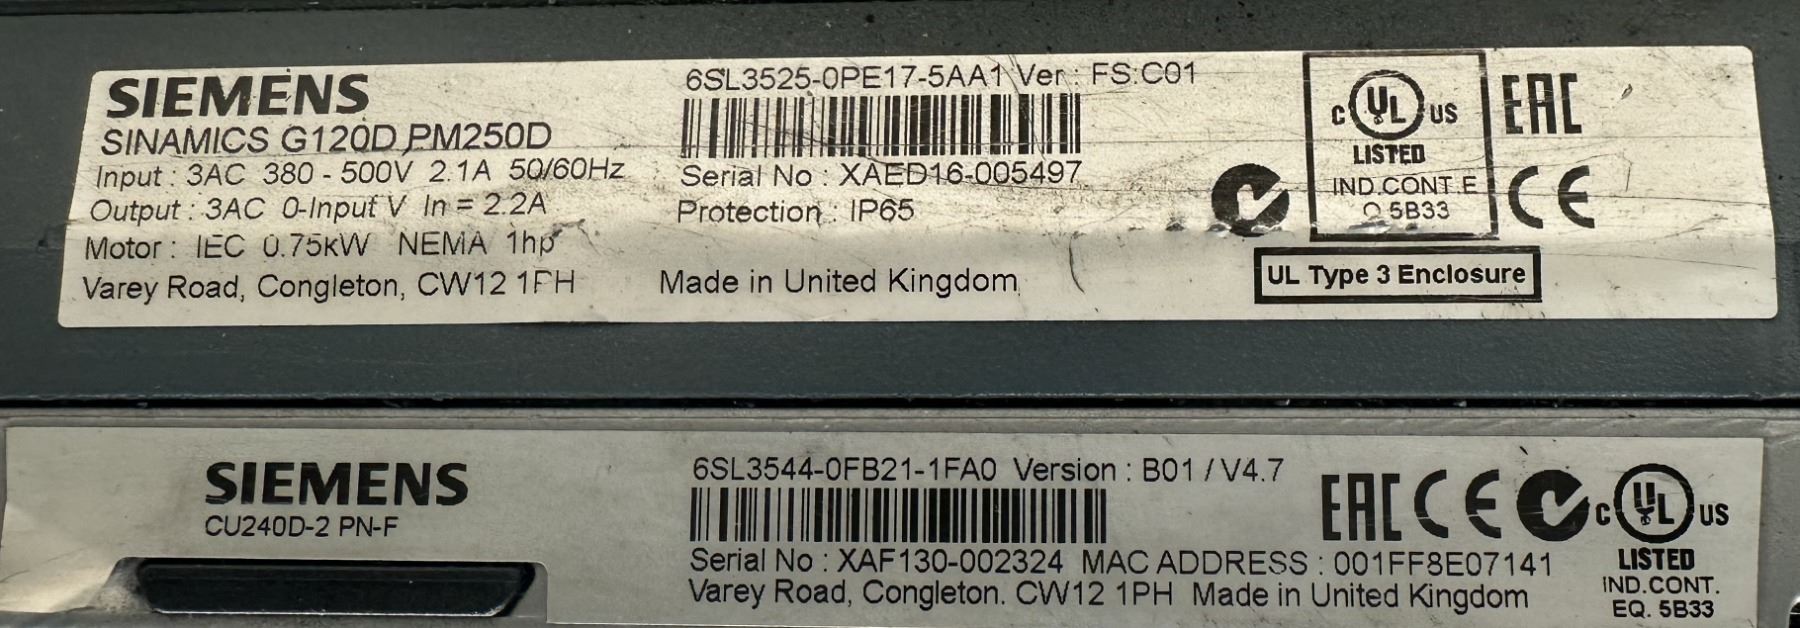 SIEMENS
SINAMICS G120D PM250D
Input : 3AC 380 - 500V 2.1A 50/60Hz
Output : 3AC 0-Input V In = 2.2A
Motor : IEC 0.75kW NEMA 1hp
Varey Road, Congleton, CW12 1PH
6SL3525-0PE17-5AA1 Ver : FS:C01
Serial No : XAED16-005497
Protection : IP65
Made in United Kingdom
C UL US
LISTED
IND.CONT.E
Q 5B33
EAC
CE
UL Type 3 Enclosure
SIEMENS
CU240D-2 PN-F
6SL3544-0FB21-1FA0 Version : B01 / V4.7
Serial No : XAF130-002324 MAC ADDRESS : 001FF8E07141
Varey Road, Congleton. CW12 1PH Made in United Kingdom
EAC CE C UL US
LISTED
IND.CONT.
EQ. 5B33